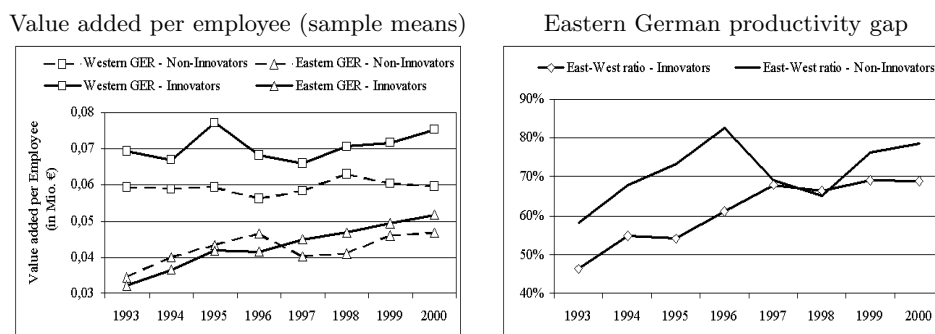 Value added per employee (sample means)
Western GER - Non-Innovators
Eastern GER - Non-Innovators
Western GER - Innovators
Eastern GER - Innovators
Value added per Employee
(in Mio. €)
0,08
0,07
0,06
0,05
0,04
0,03
1993 1994 1995 1996 1997 1998 1999 2000
Eastern German productivity gap
East-West ratio - Innovators
East-West ratio - Non-Innovators
90%
80%
70%
60%
50%
40%
1993 1994 1995 1996 1997 1998 1999 2000